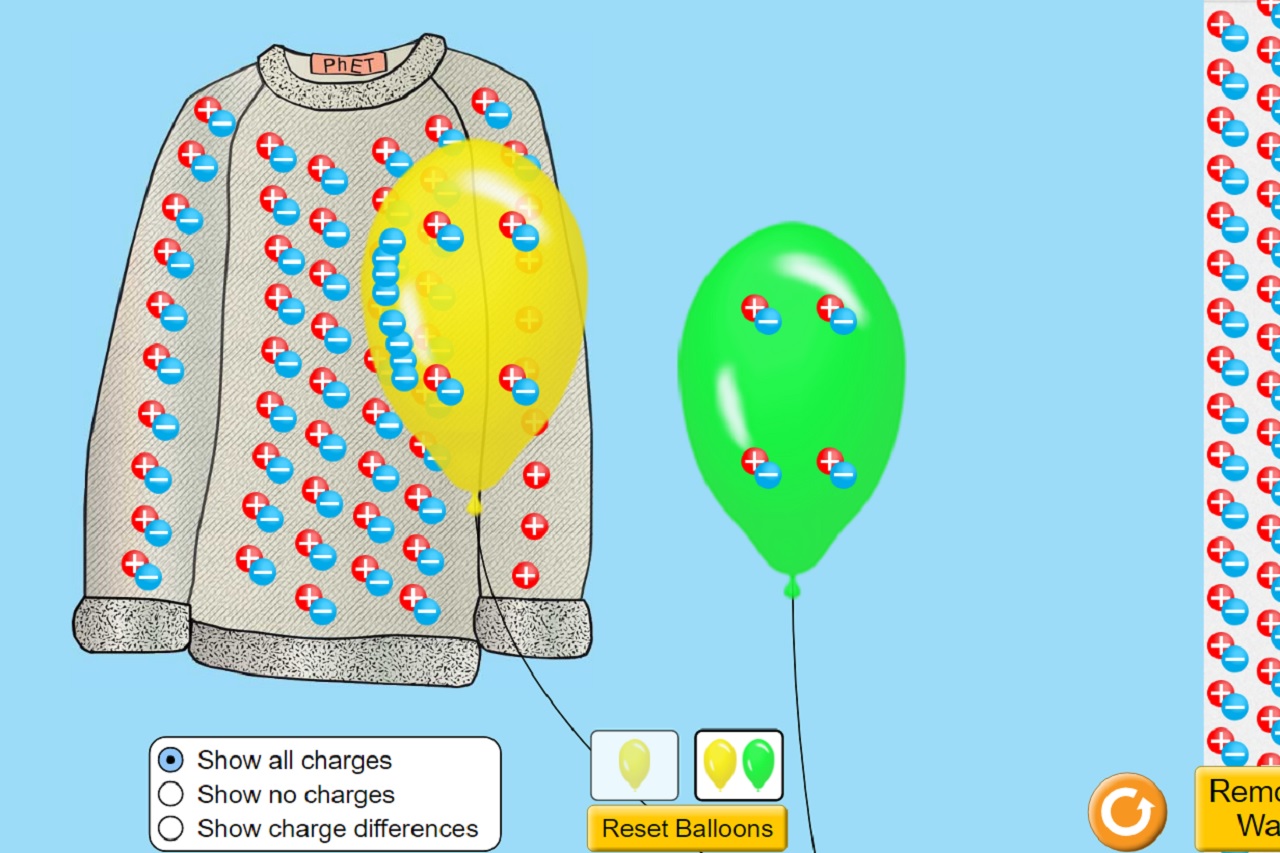 PhET
Show all charges
Show no charges
Show charge differences
Reset Balloons
Remo
Wa